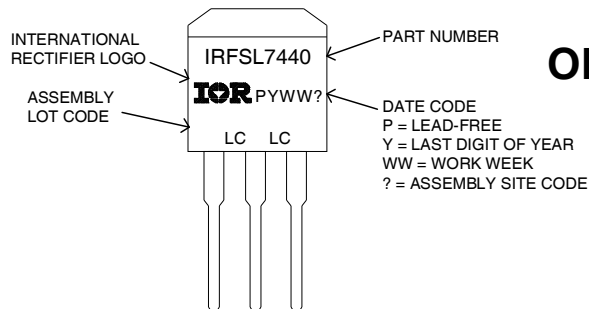 INTERNATIONAL
RECTIFIER LOGO
ASSEMBLY
LOT CODE
IRFSL7440
IOR PYWW?
LC LC
PART NUMBER
DATE CODE
P = LEAD-FREE
Y = LAST DIGIT OF YEAR
WW = WORK WEEK
? = ASSEMBLY SITE CODE